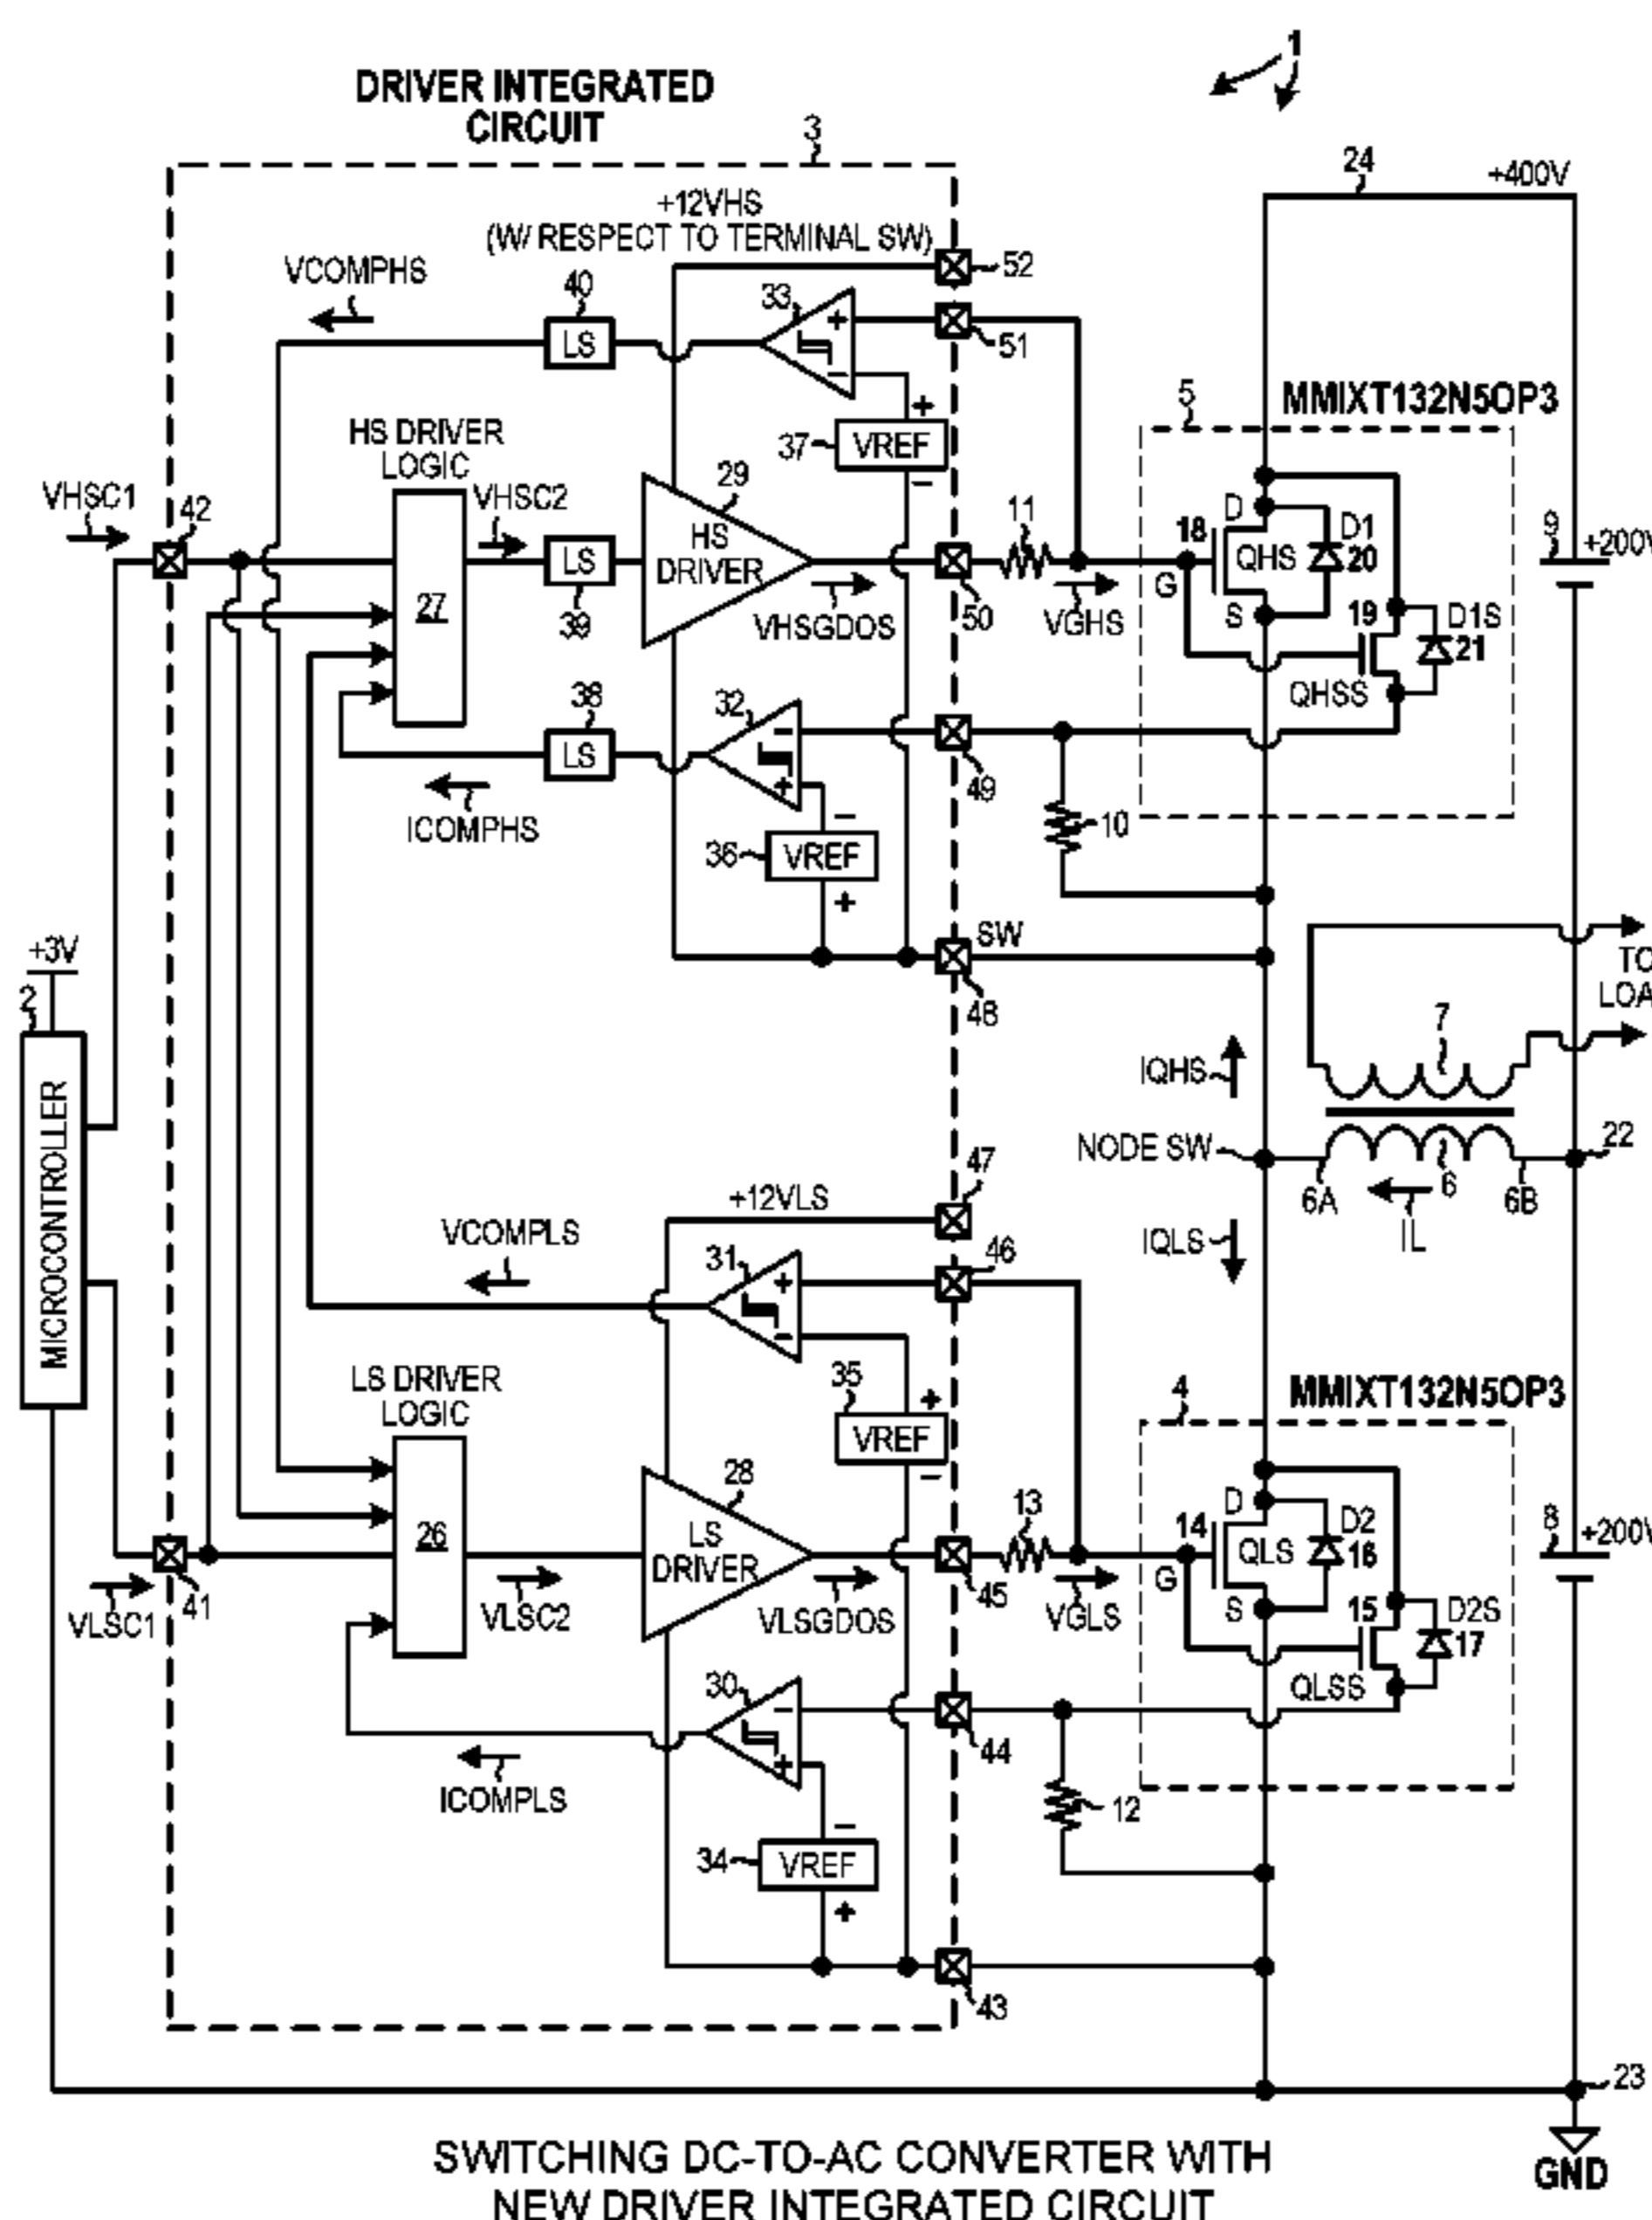 1
DRIVER INTEGRATED
CIRCUIT
3
24
+400V
+12VHS
(W/ RESPECT TO TERMINAL SW)
52
VCOMPHS
40
LS
33
+
−
51
5
MMIXT132N5OP3
HS DRIVER
LOGIC
37
VREF
+
−
VHSC1
42
VHSC2
29
HS
DRIVER
11
18
D
QHS
D1
20
9
+200V
27
LS
39
VHSGDOS
50
VGHS
G
S
19
D1S
21
QHSS
38
LS
32
−
+
49
ICOMPHS
36
VREF
−
+
10
SW
48
+3V
2
MICROCONTROLLER
TO
7
IQHS
NODE SW
22
6A
6
6B
IL
IQLS
47
+12VLS
VCOMPLS
31
+
−
46
LS DRIVER
LOGIC
35
VREF
+
−
4
MMIXT132N5OP3
28
LS
DRIVER
13
14
D
QLS
D2
16
8
+200V
26
VLSC1
41
VLSC2
VLSGDOS
45
VGLS
G
S
15
D2S
17
QLSS
30
−
+
44
ICOMPLS
34
VREF
−
+
12
43
23
GND
SWITCHING DC-TO-AC CONVERTER WITH
NEW DRIVER INTEGRATED CIRCUIT